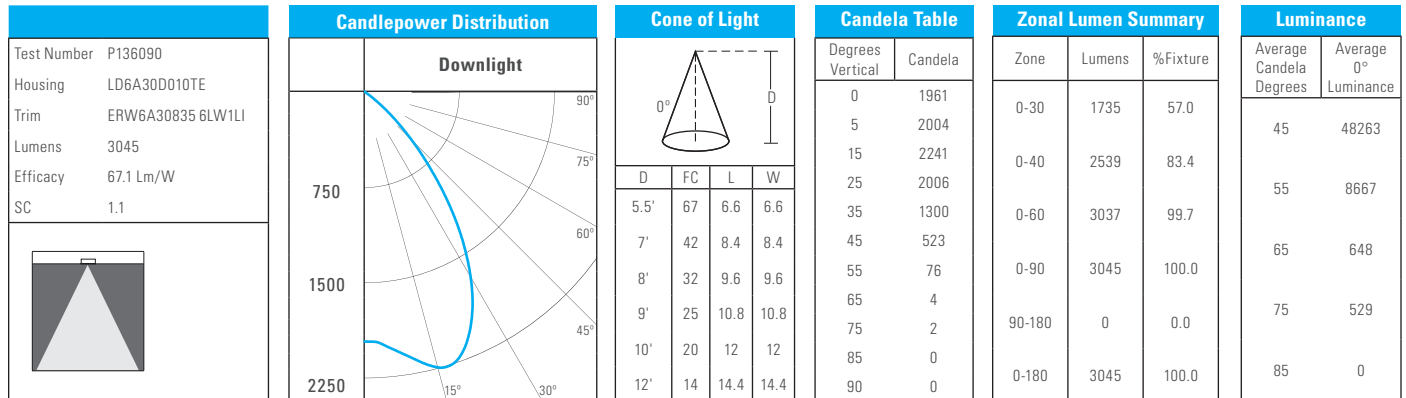 Test Number P136090
Housing LD6A30D010TE
Trim ERW6A30835 6LW1LI
Lumens 3045
Efficacy 67.1 Lm/W
SC 1.1
Candlepower Distribution
Downlight
90°
75°
750
60°
1500
45°
2250
15°
30°
Cone of Light
0°
D
D FC L W
5.5' 67 6.6 6.6
7' 42 8.4 8.4
8' 32 9.6 9.6
9' 25 10.8 10.8
10' 20 12 12
12' 14 14.4 14.4
Candela Table
Degrees Vertical Candela
0 1961
5 2004
15 2241
25 2006
35 1300
45 523
55 76
65 4
75 2
85 0
90 0
Zonal Lumen Summary
Zone Lumens %Fixture
0-30 1735 57.0
0-40 2539 83.4
0-60 3037 99.7
0-90 3045 100.0
90-180 0 0.0
0-180 3045 100.0
Luminance
Average Average
Candela 0°
Degrees Luminance
45 48263
55 8667
65 648
75 529
85 0